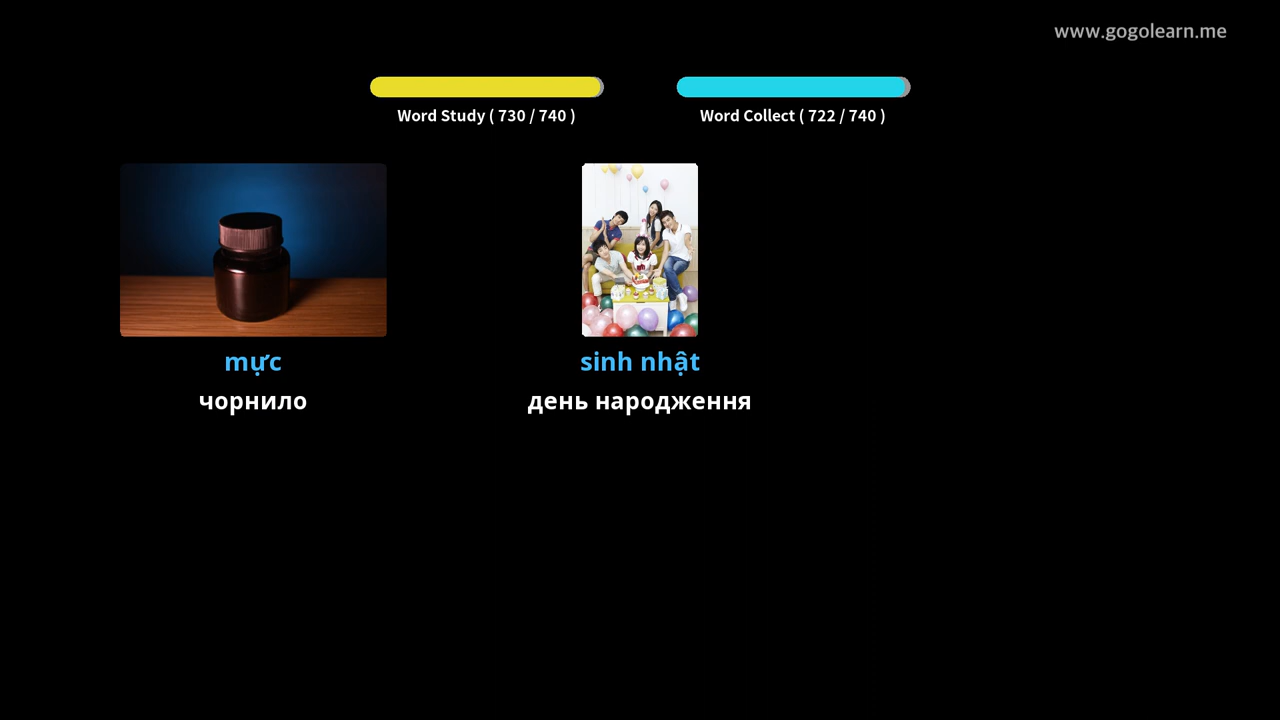 www.gogolearn.me
Word Study ( 730 / 740 )
Word Collect ( 722 / 740 )
mực
чорнило
sinh nhật
день народження